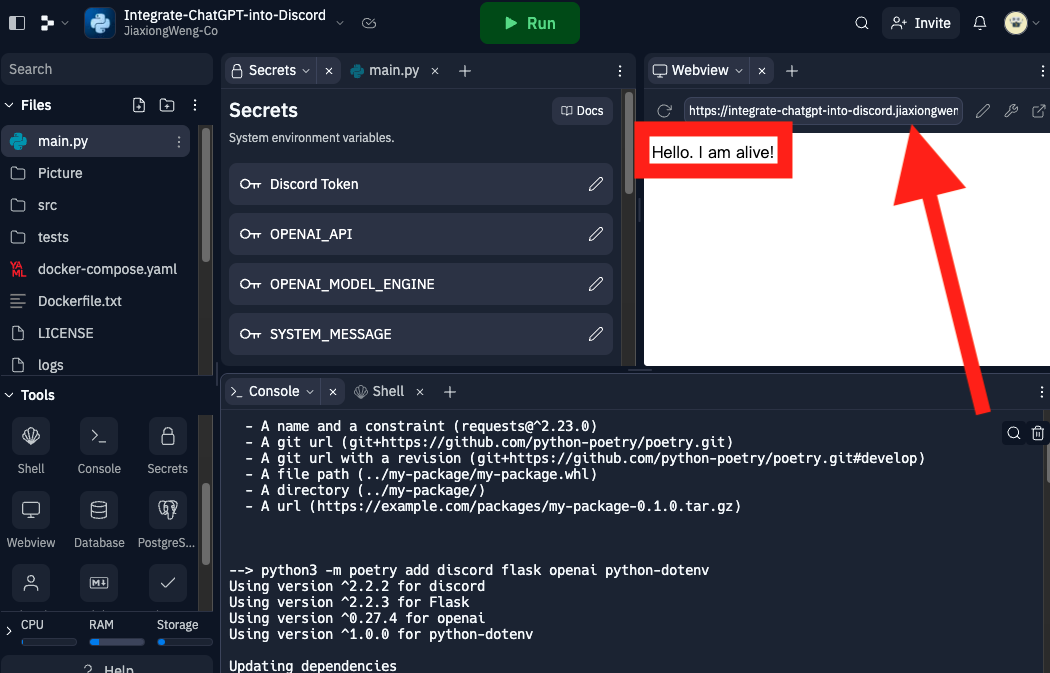 Integrate-ChatGPT-into-Discord
JiaxiongWeng-Co
Run
Invite
Search
Files
main.py
Picture
src
tests
docker-compose.yaml
Dockerfile.txt
LICENSE
logs
Tools
Shell
Console
Secrets
Webview
Database
PostgreS...
CPU
RAM
Storage
Help
Secrets
main.py
Secrets
Docs
System environment variables.
Discord Token
OPENAI_API
OPENAI_MODEL_ENGINE
SYSTEM_MESSAGE
Webview
https://integrate-chatgpt-into-discord.jiaxiongwen
Hello. I am alive!
Console
Shell
- A name and a constraint (requests@^2.23.0)
- A git url (git+https://github.com/python-poetry/poetry.git)
- A git url with a revision (git+https://github.com/python-poetry/poetry.git#develop)
- A file path (../my-package/my-package.whl)
- A directory (../my-package/)
- A url (https://example.com/packages/my-package-0.1.0.tar.gz)
--> python3 -m poetry add discord flask openai python-dotenv
Using version ^2.2.2 for discord
Using version ^2.2.3 for Flask
Using version ^0.27.4 for openai
Using version ^1.0.0 for python-dotenv
Updating dependencies